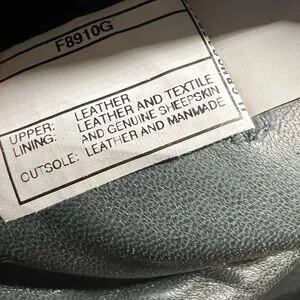 F8910G
UPPER: LEATHER
LINING: LEATHER AND TEXTILE
AND GENUINE SHEEPSKIN
OUTSOLE: LEATHER AND MANMADE